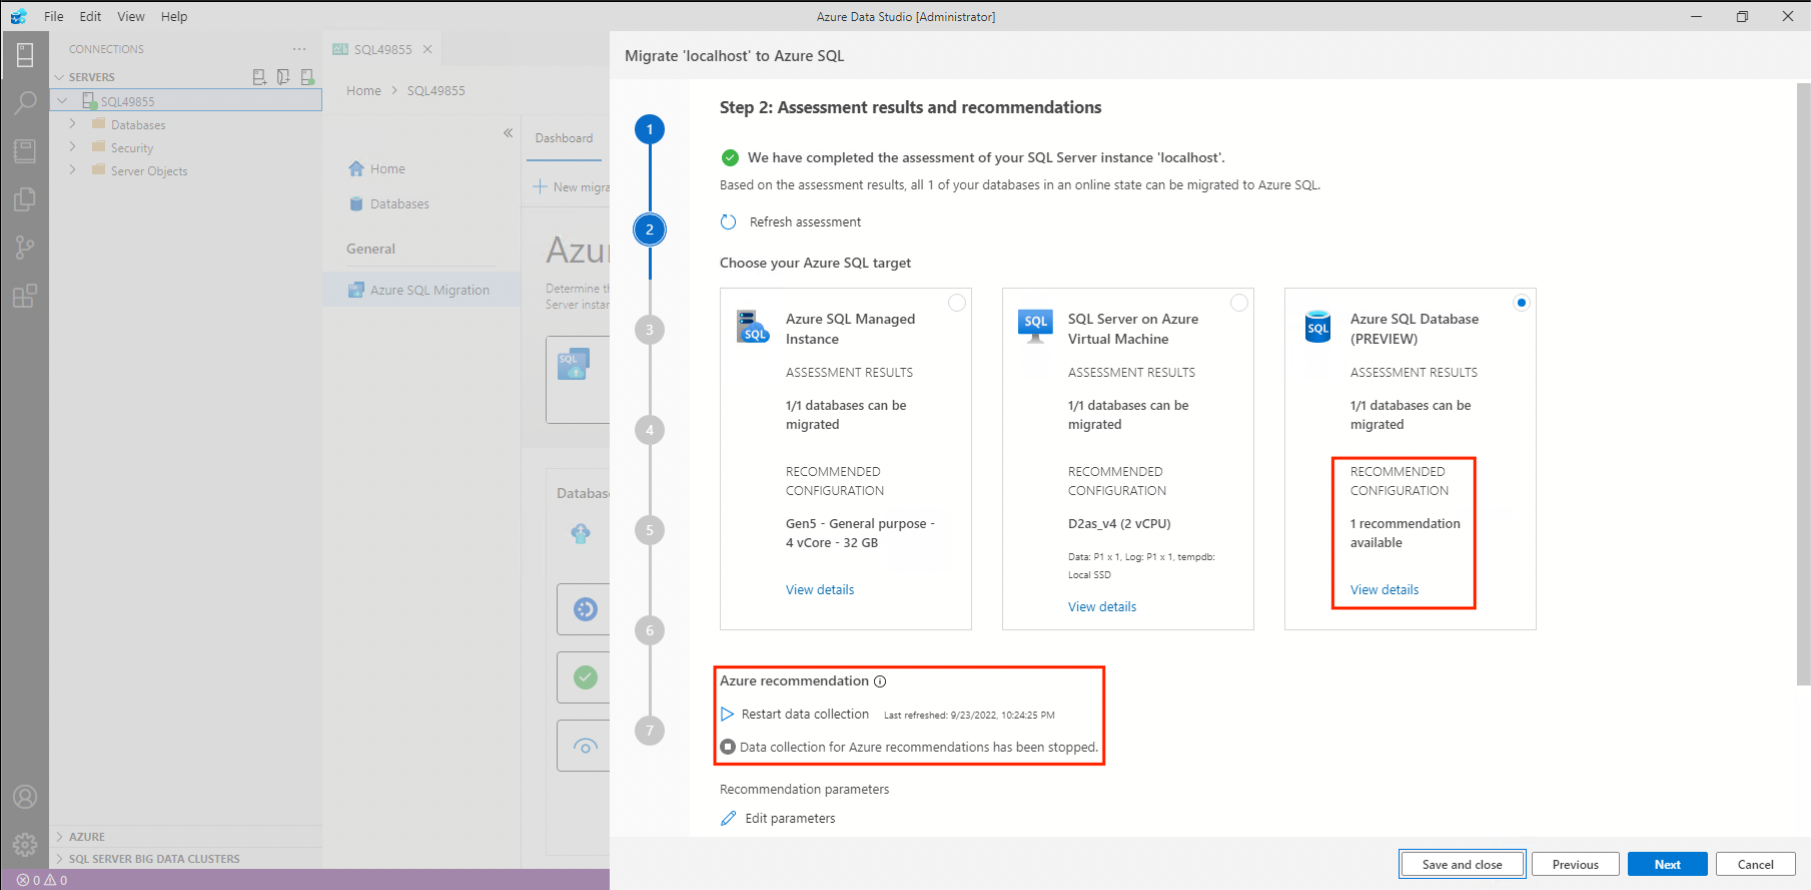 File Edit View Help
Azure Data Studio [Administrator]
CONNECTIONS
SERVERS
SQL49855
Databases
Security
Server Objects
AZURE
SQL SERVER BIG DATA CLUSTERS
0 0
SQL49855
Home > SQL49855
Home
Databases
General
Azure SQL Migration
Dashboard
New migra
Azu
Determine th
Server instan
SQL
Databas
Migrate 'localhost' to Azure SQL
1
2
3
4
5
6
7
Step 2: Assessment results and recommendations
We have completed the assessment of your SQL Server instance 'localhost'.
Based on the assessment results, all 1 of your databases in an online state can be migrated to Azure SQL.
Refresh assessment
Choose your Azure SQL target
SQL
Azure SQL Managed
Instance
ASSESSMENT RESULTS
1/1 databases can be
migrated
RECOMMENDED
CONFIGURATION
Gen5 - General purpose -
4 vCore - 32 GB
View details
SQL
SQL Server on Azure
Virtual Machine
ASSESSMENT RESULTS
1/1 databases can be
migrated
RECOMMENDED
CONFIGURATION
D2as_v4 (2 vCPU)
Data: P1 x 1, Log: P1 x 1, tempdb:
Local SSD
View details
SQL
Azure SQL Database
(PREVIEW)
ASSESSMENT RESULTS
1/1 databases can be
migrated
RECOMMENDED
CONFIGURATION
1 recommendation
available
View details
Azure recommendation
Restart data collection Last refreshed: 9/23/2022, 10:24:25 PM
Data collection for Azure recommendations has been stopped.
Recommendation parameters
Edit parameters
Save and close Previous Next Cancel